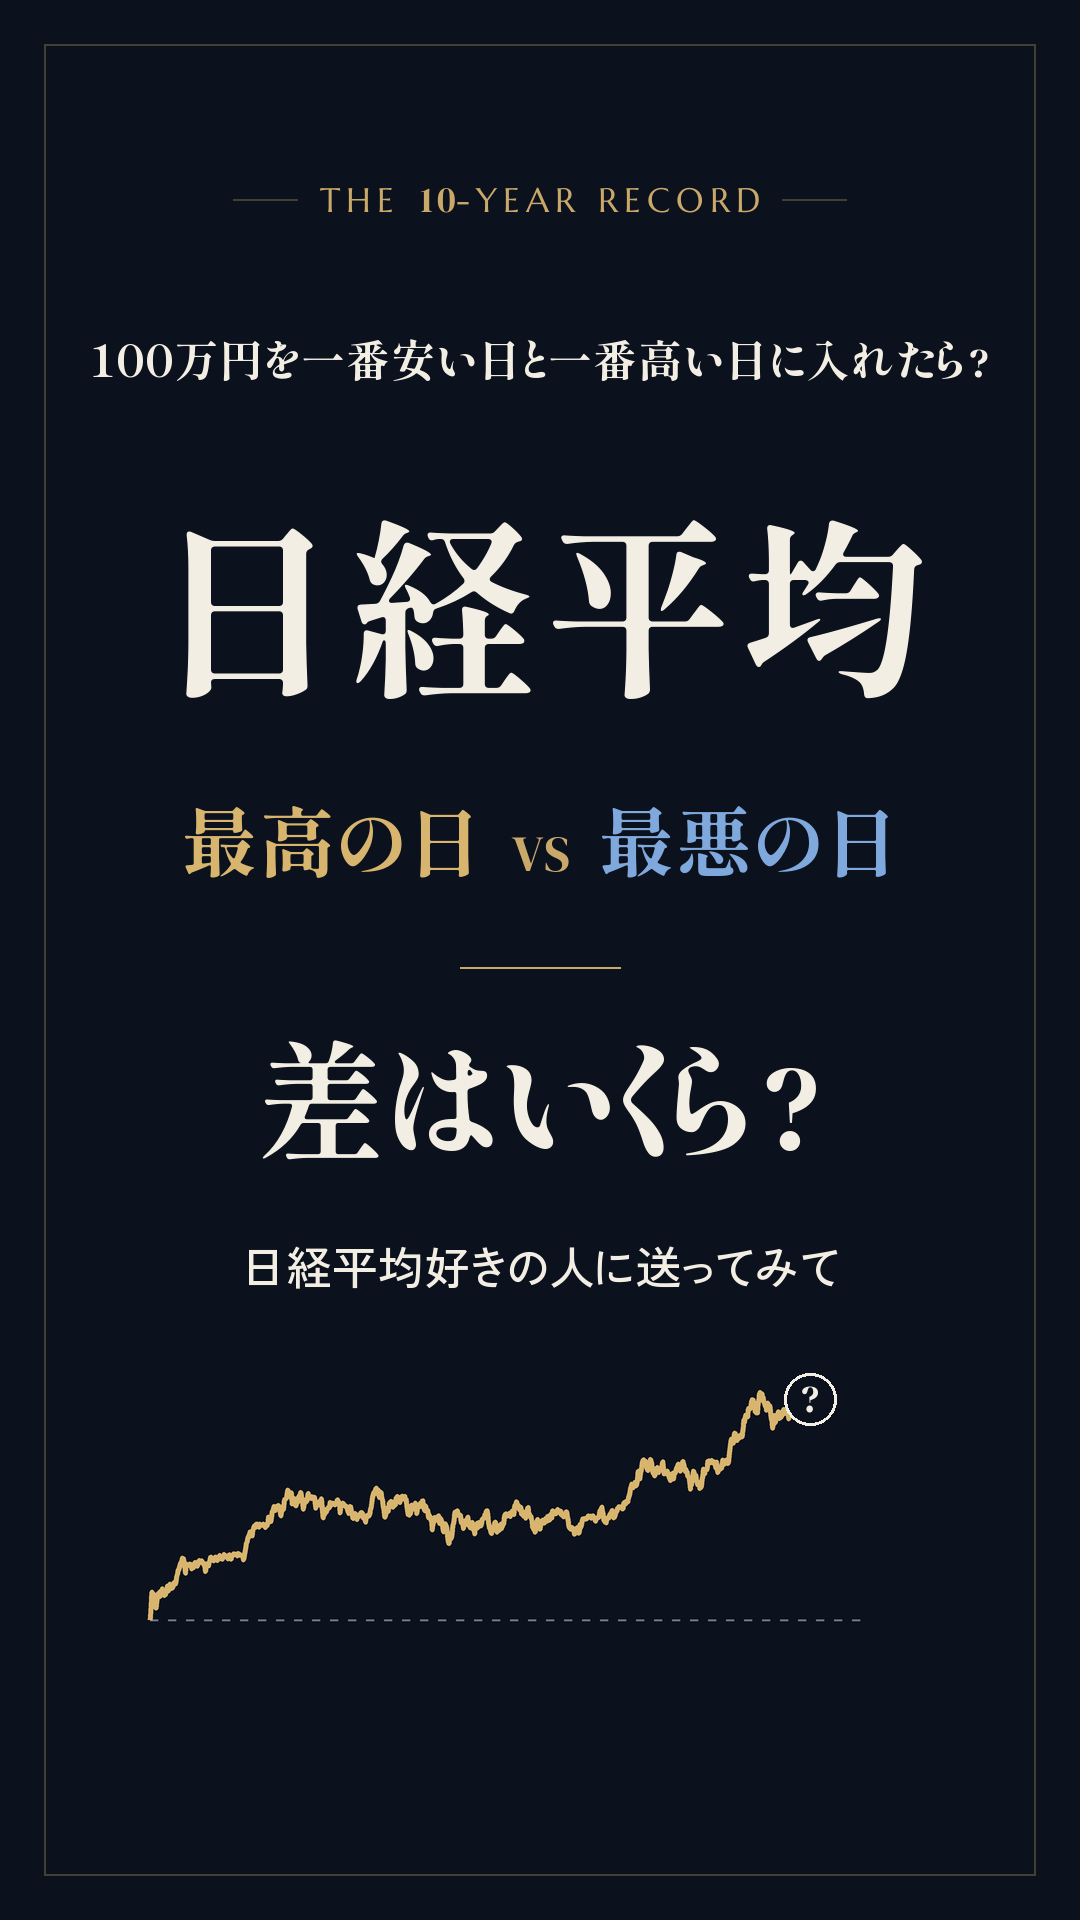 THE 10-YEAR RECORD
100万円を一番安い日と一番高い日に入れたら?
日経平均
最高の日 vs 最悪の日
差はいくら?
日経平均好きの人に送ってみて
?